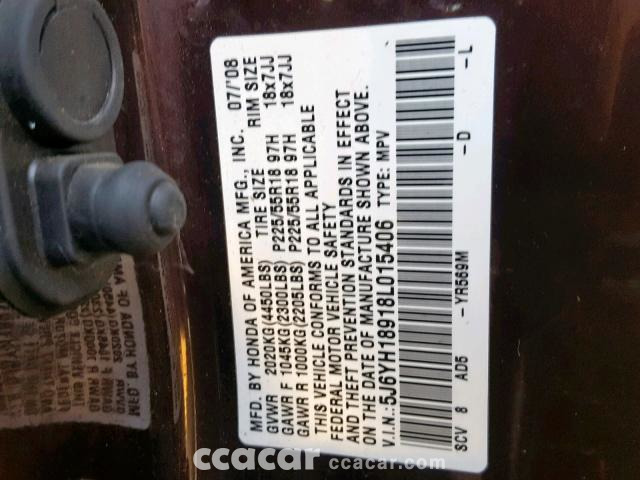 MFD. BY HONDA OF AMERICA MFG., INC. 07/'08
TIRE SIZE RIM SIZE
GVWR 2020KG(4450LBS)
GAWR F 1045KG(2300LBS) P225/55R18 97H 18x7JJ
GAWR R 1000KG(2205LBS) P225/55R18 97H 18x7JJ
THIS VEHICLE CONFORMS TO ALL APPLICABLE
FEDERAL MOTOR VEHICLE SAFETY
AND THEFT PREVENTION STANDARDS IN EFFECT
ON THE DATE OF MANUFACTURE SHOWN ABOVE.
V.I.N.:5J6YH18918L015406 TYPE: MPV
SCV 8 AD5 -YR569M -D -L
ccacar ccacar.com